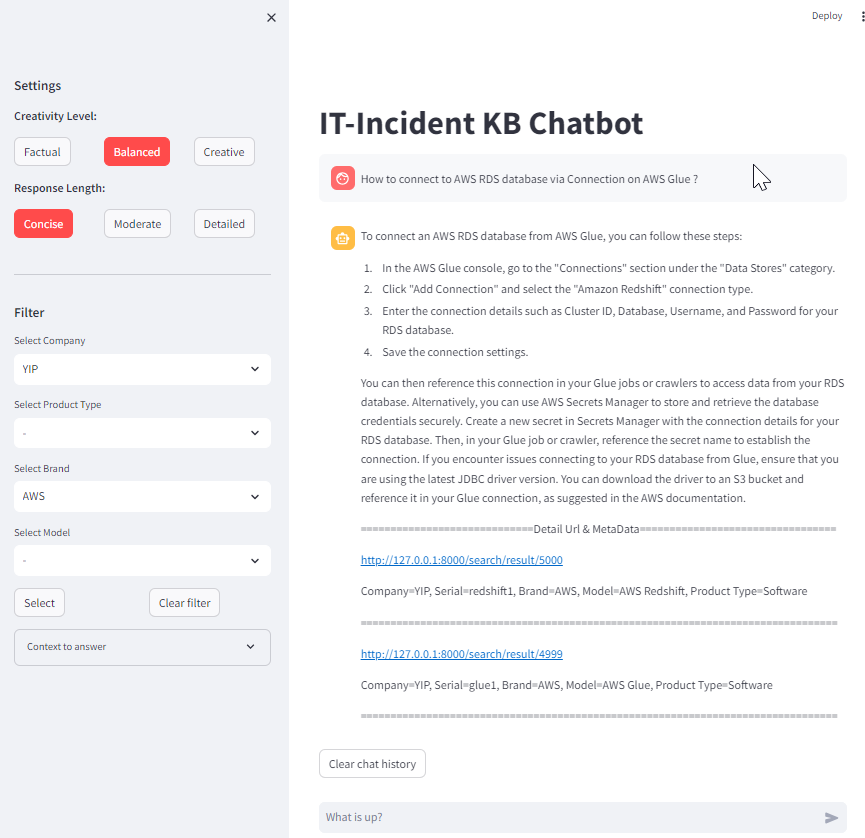 Deploy
Settings
Creativity Level:
Factual
Balanced
Creative
Response Length:
Concise
Moderate
Detailed
Filter
Select Company
YIP
Select Product Type
-
Select Brand
AWS
Select Model
-
Select
Clear filter
Context to answer
IT-Incident KB Chatbot
How to connect to AWS RDS database via Connection on AWS Glue ?
To connect an AWS RDS database from AWS Glue, you can follow these steps:
1. In the AWS Glue console, go to the "Connections" section under the "Data Stores" category.
2. Click "Add Connection" and select the "Amazon Redshift" connection type.
3. Enter the connection details such as Cluster ID, Database, Username, and Password for your
RDS database.
4. Save the connection settings.
You can then reference this connection in your Glue jobs or crawlers to access data from your RDS
database. Alternatively, you can use AWS Secrets Manager to store and retrieve the database
credentials securely. Create a new secret in Secrets Manager with the connection details for your
RDS database. Then, in your Glue job or crawler, reference the secret name to establish the
connection. If you encounter issues connecting to your RDS database from Glue, ensure that you
are using the latest JDBC driver version. You can download the driver to an S3 bucket and
reference it in your Glue connection, as suggested in the AWS documentation.
=============================Detail Url & MetaData=================================
http://127.0.0.1:8000/search/result/5000
Company=YIP, Serial=redshift1, Brand=AWS, Model=AWS Redshift, Product Type=Software
================================================================================
http://127.0.0.1:8000/search/result/4999
Company=YIP, Serial=glue1, Brand=AWS, Model=AWS Glue, Product Type=Software
================================================================================
Clear chat history
What is up?